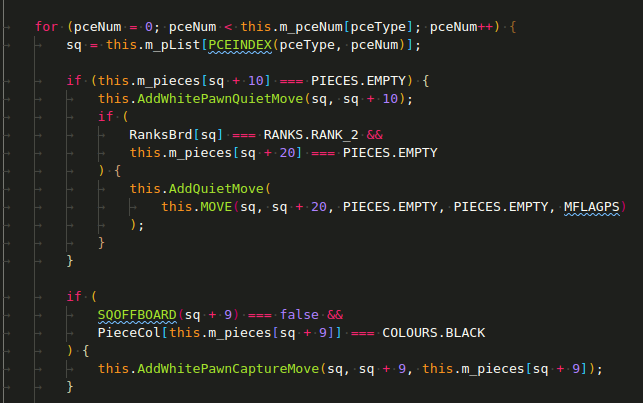 for (pceNum = 0; pceNum < this.m_pceNum[pceType]; pceNum++) {
sq = this.m_pList[PCEINDEX(pceType, pceNum)];
if (this.m_pieces[sq + 10] === PIECES.EMPTY) {
this.AddWhitePawnQuietMove(sq, sq + 10);
if (
RanksBrd[sq] === RANKS.RANK_2 &&
this.m_pieces[sq + 20] === PIECES.EMPTY
) {
this.AddQuietMove(
this.MOVE(sq, sq + 20, PIECES.EMPTY, PIECES.EMPTY, MFLAGPS)
);
}
}
if (
SQOFFBOARD(sq + 9) === false &&
PieceCol[this.m_pieces[sq + 9]] === COLOURS.BLACK
) {
this.AddWhitePawnCaptureMove(sq, sq + 9, this.m_pieces[sq + 9]);
}